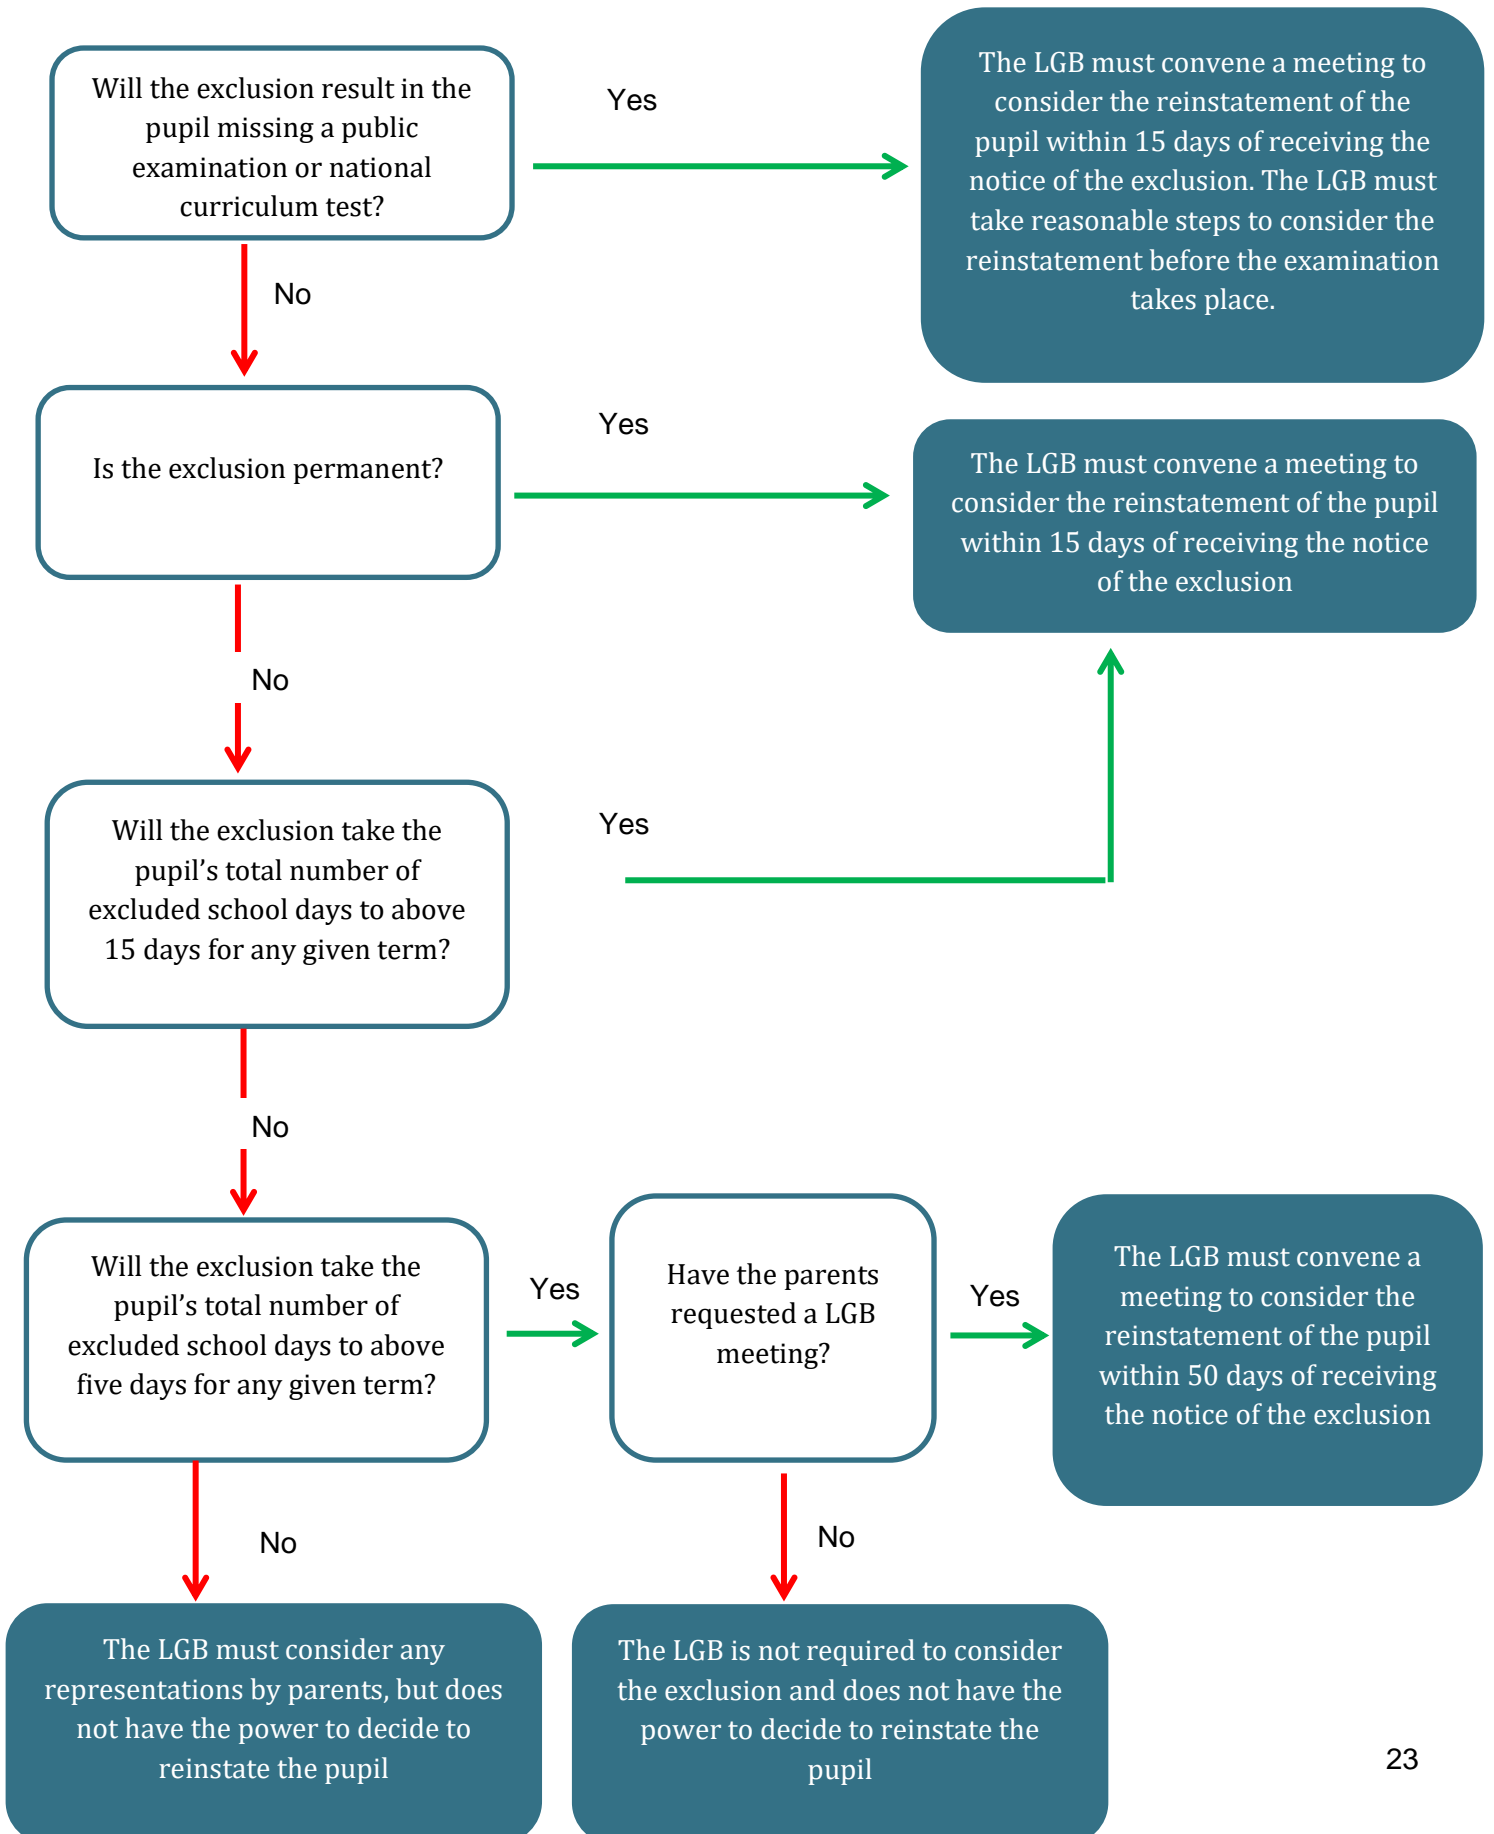 Will the exclusion result in the
pupil missing a public
examination or national
curriculum test?
Yes
The LGB must convene a meeting to
consider the reinstatement of the
pupil within 15 days of receiving the
notice of the exclusion. The LGB must
take reasonable steps to consider the
reinstatement before the examination
takes place.
No
Is the exclusion permanent?
Yes
The LGB must convene a meeting to
consider the reinstatement of the pupil
within 15 days of receiving the notice
of the exclusion
No
Will the exclusion take the
pupil’s total number of
excluded school days to above
15 days for any given term?
Yes
No
Will the exclusion take the
pupil’s total number of
excluded school days to above
five days for any given term?
Yes
Have the parents
requested a LGB
meeting?
Yes
The LGB must convene a
meeting to consider the
reinstatement of the pupil
within 50 days of receiving
the notice of the exclusion
No
No
The LGB must consider any
representations by parents, but does
not have the power to decide to
reinstate the pupil
The LGB is not required to consider
the exclusion and does not have the
power to decide to reinstate the
pupil
23